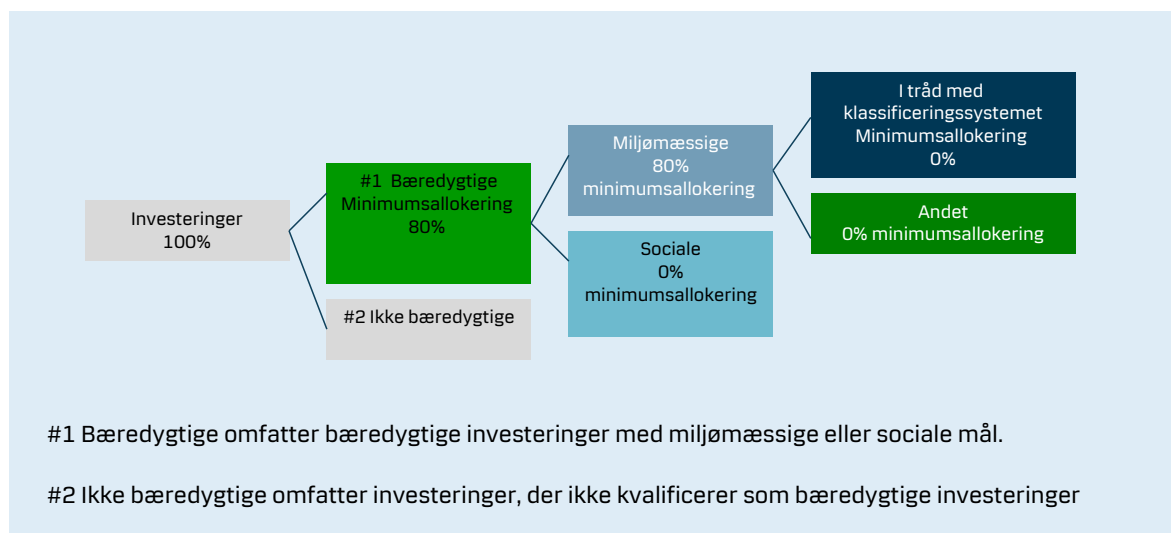 Investeringer
100%
#1 Bæredygtige
Minimumsallokering
80%
#2 Ikke bæredygtige
Miljømæssige
80%
minimumsallokering
Sociale
0%
minimumsallokering
I tråd med
klassificeringssystemet
Minimumsallokering
0%
Andet
0% minimumsallokering
#1 Bæredygtige omfatter bæredygtige investeringer med miljømæssige eller sociale mål.
#2 Ikke bæredygtige omfatter investeringer, der ikke kvalificerer som bæredygtige investeringer